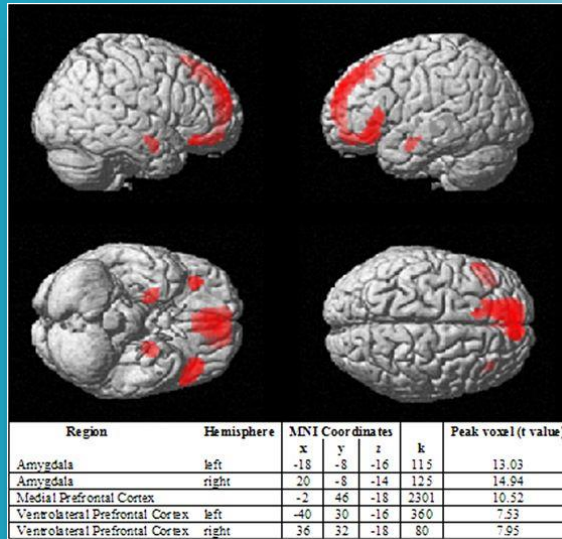 Region Hemisphere MNI Coordinates Peak voxel (t value)
x y z k
Amygdala left -18 -8 -16 115 13.03
Amygdala right 20 -8 -14 125 14.94
Medial Prefrontal Cortex -2 46 -18 2301 10.52
Ventrolateral Prefrontal Cortex left -40 30 -16 360 7.53
Ventrolateral Prefrontal Cortex right 36 32 -18 80 7.95